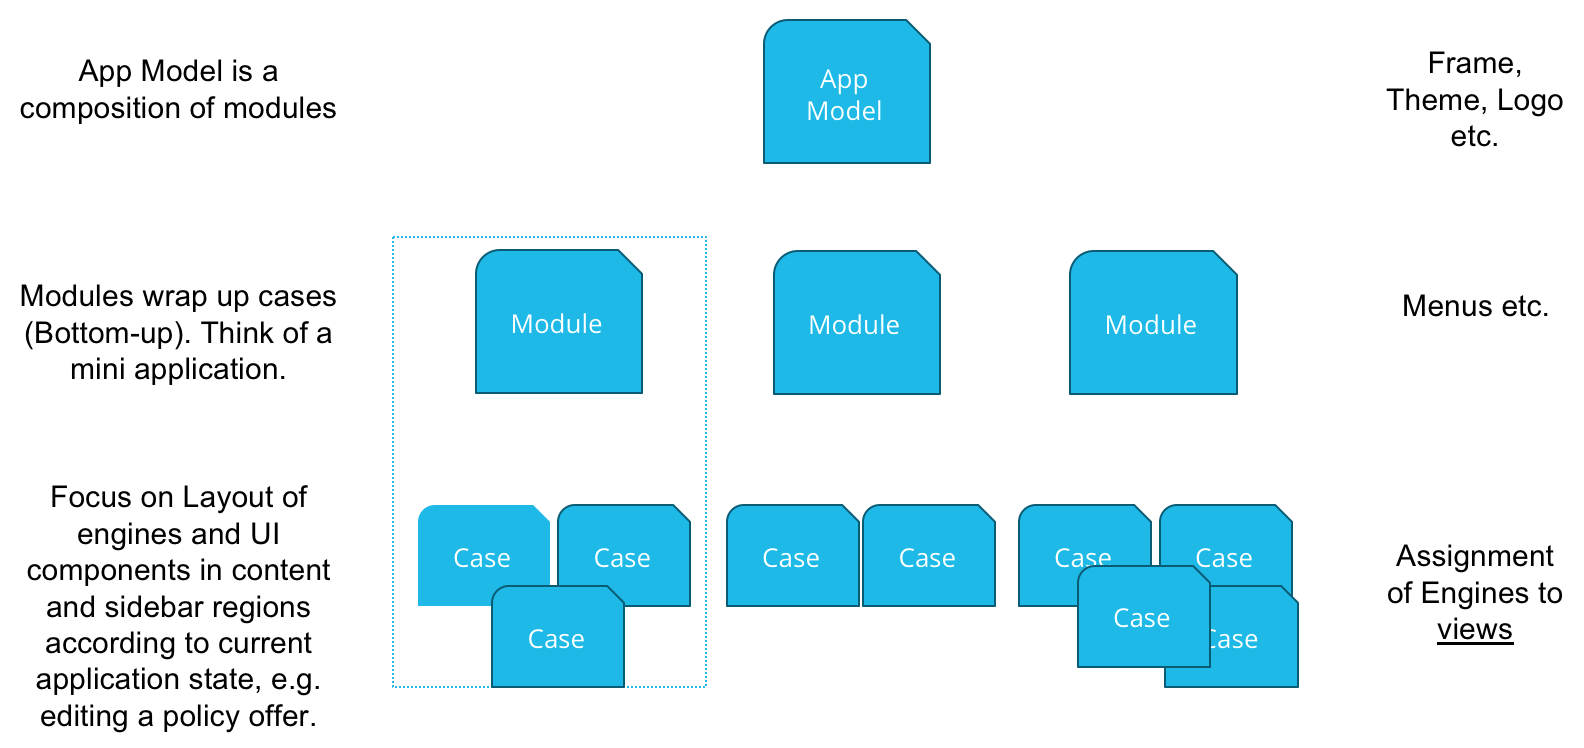 App Model is a
composition of modules
App
Model
Frame,
Theme, Logo
etc.
Modules wrap up cases
(Bottom-up). Think of a
mini application.
Module
Module
Module
Menus etc.
Focus on Layout of
engines and UI
components in content
and sidebar regions
according to current
application state, e.g.
editing a policy offer.
Case
Case
Case
Case
Case
Case
Case
Case
Case
Assignment
of Engines to
views